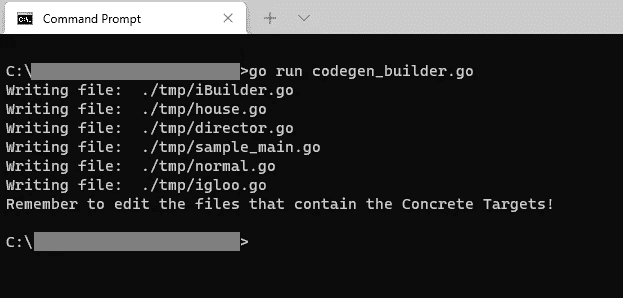 Command Prompt
C:\ >go run codegen_builder.go
Writing file:  ./tmp/iBuilder.go
Writing file:  ./tmp/house.go
Writing file:  ./tmp/director.go
Writing file:  ./tmp/sample_main.go
Writing file:  ./tmp/normal.go
Writing file:  ./tmp/igloo.go
Remember to edit the files that contain the Concrete Targets!
C:\ >